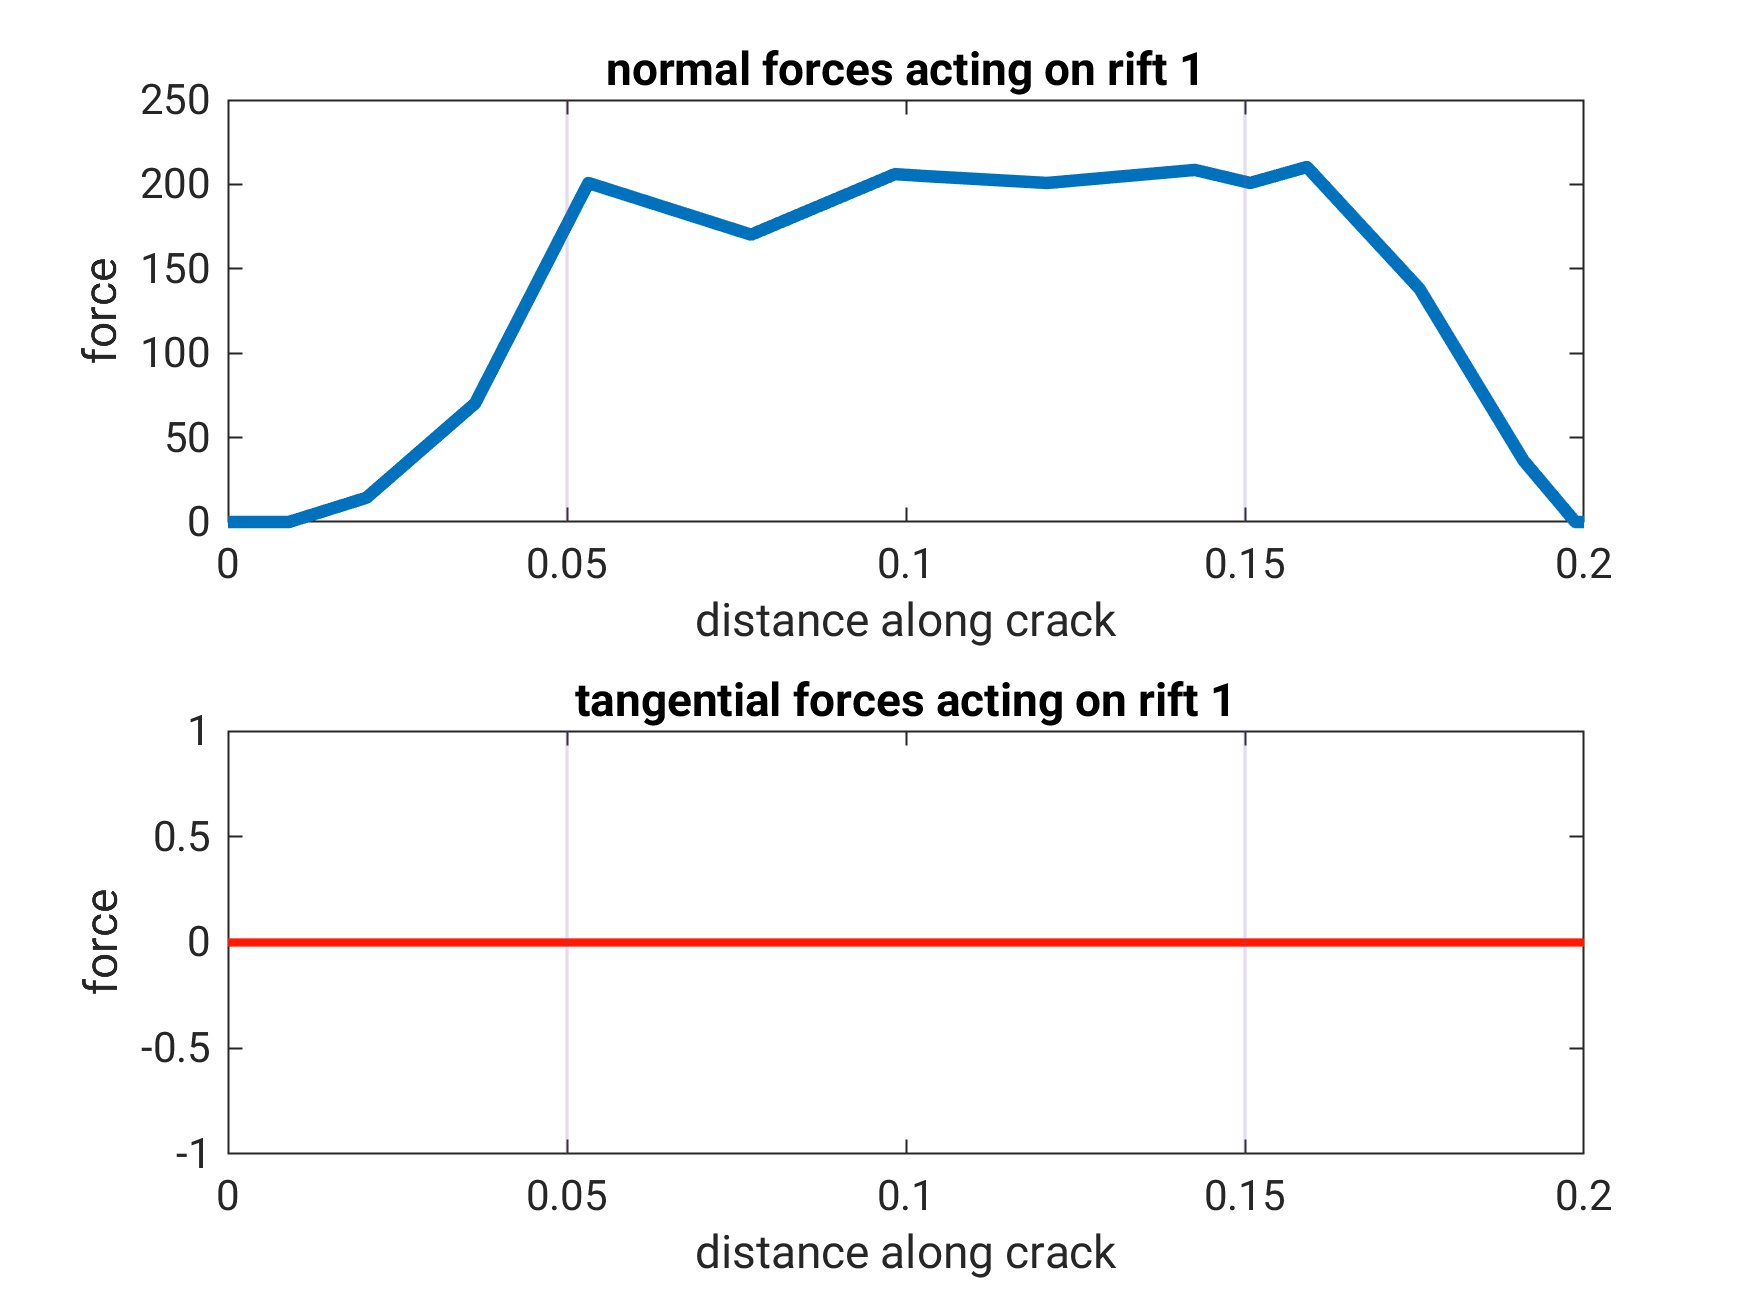 normal forces acting on rift 1
250
200
150
100
50
0
force
0 0.05 0.1 0.15 0.2
distance along crack
tangential forces acting on rift 1
1
0.5
0
-0.5
-1
force
0 0.05 0.1 0.15 0.2
distance along crack